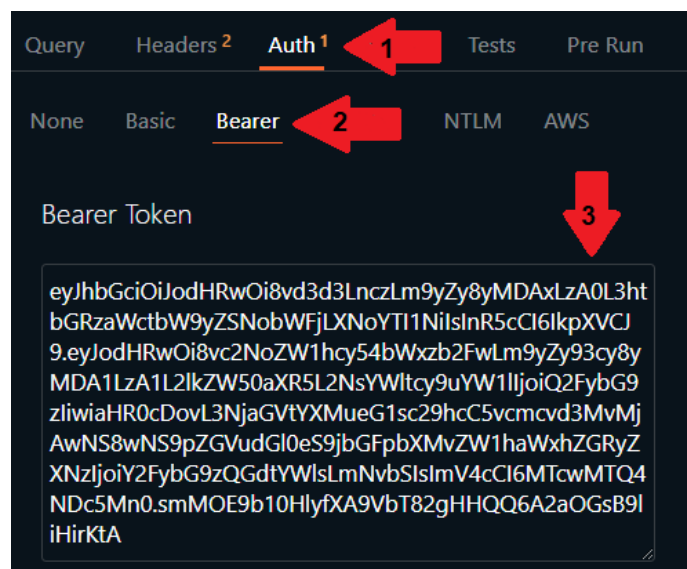 Query Headers 2 Auth 1 1 Tests Pre Run
None Basic Bearer 2 NTLM AWS
3
Bearer Token
eyJhbGciOiJodHRwOi8vd3d3LnczLm9yZy8yMDAxLzA0L3ht
bGRzaWctbW9yZSNobWFjLXNoYTI1NiIsInR5cCI6IkpXVCJ
9.eyJodHRwOi8vc2NoZW1hcy54bWxzb2FwLm9yZy93cy8y
MDA1LzA1L2lkZW50aXR5L2NsYWltcy9uYW1lIjoiQ2FybG9
zIiwiaHR0cDovL3NjaGVtYXMueG1sc29hcC5vcmcvd3MvMj
AwNS8wNS9pZGVudGl0eS9jbGFpbXMvZW1haWxhZGRyZ
XNzIjoiY2FybG9zQGdtYWlsLmNvbSIsImV4cCI6MTcwMTQ4
NDc5Mn0.smMOE9b10HlyfXA9VbT82gHHQQ6A2aOGsB9l
iHirKtA